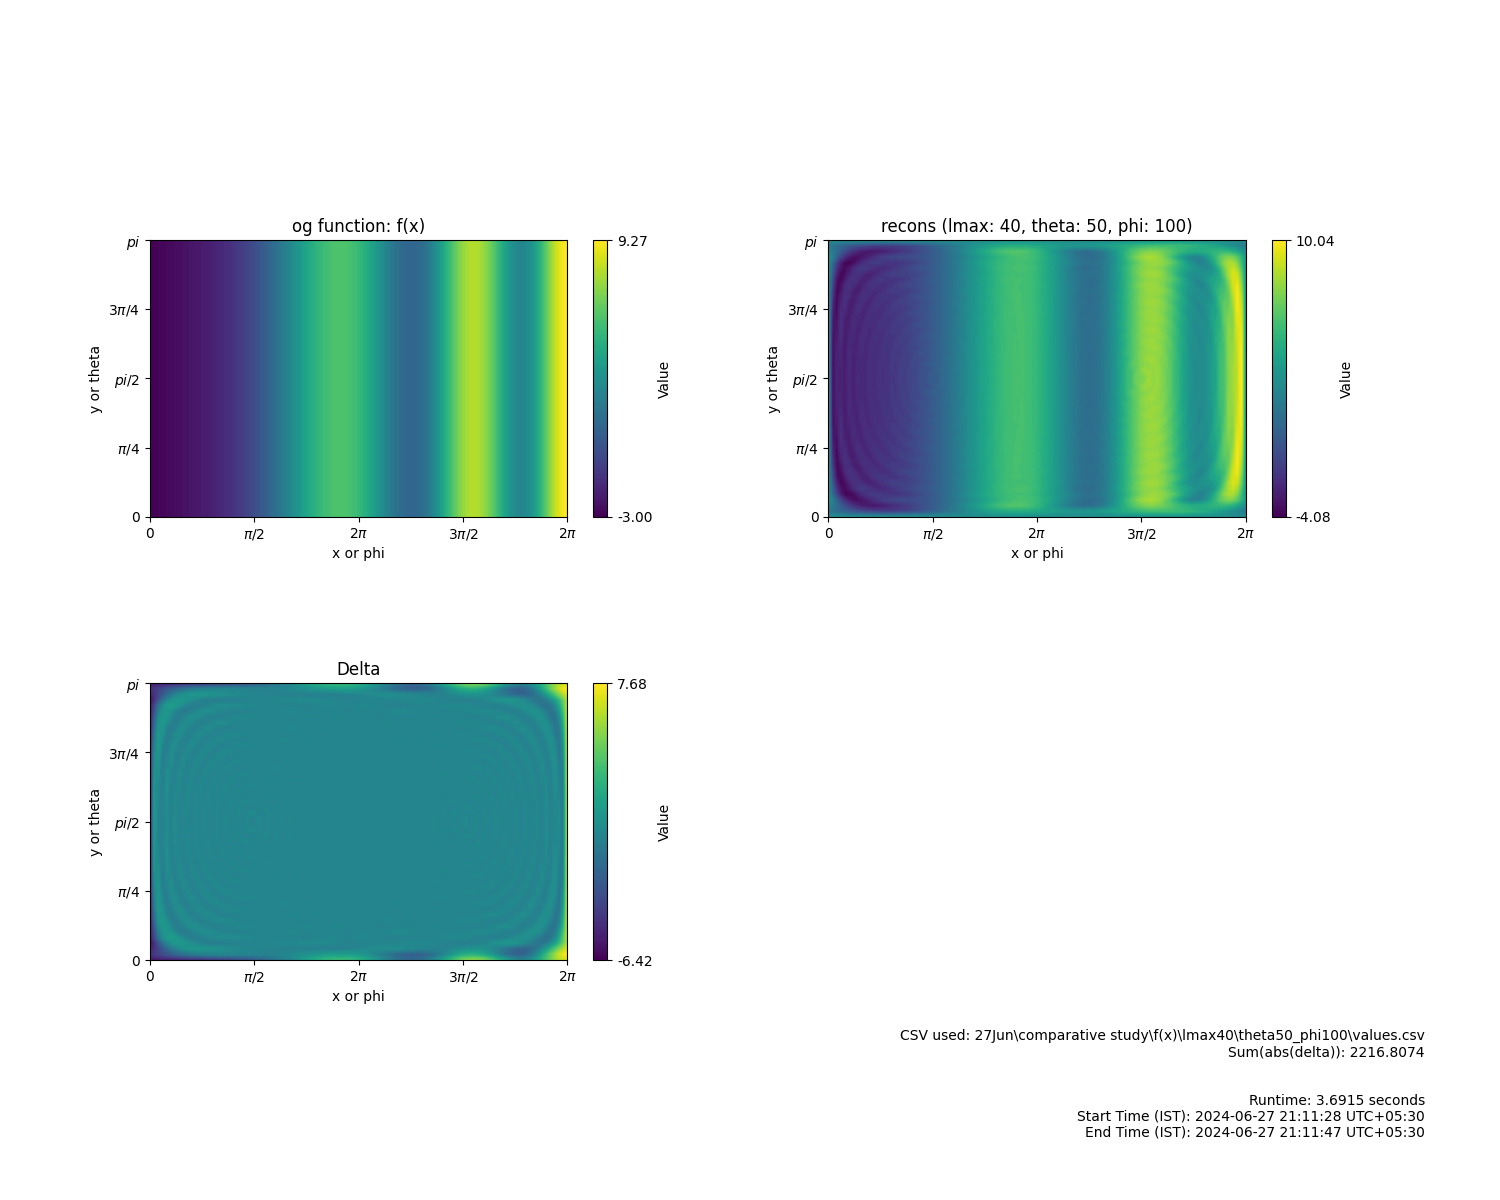 og function: f(x)
pi
3π/4
pi/2
π/4
0
y or theta
0 π/2 2π 3π/2 2π
x or phi
9.27
-3.00
Value
recons (lmax: 40, theta: 50, phi: 100)
pi
3π/4
pi/2
π/4
0
y or theta
0 π/2 2π 3π/2 2π
x or phi
10.04
-4.08
Value
Delta
pi
3π/4
pi/2
π/4
0
y or theta
0 π/2 2π 3π/2 2π
x or phi
7.68
-6.42
Value
CSV used: 27Jun\comparative study\f(x)\lmax40\theta50_phi100\values.csv
Sum(abs(delta)): 2216.8074
Runtime: 3.6915 seconds
Start Time (IST): 2024-06-27 21:11:28 UTC+05:30
End Time (IST): 2024-06-27 21:11:47 UTC+05:30